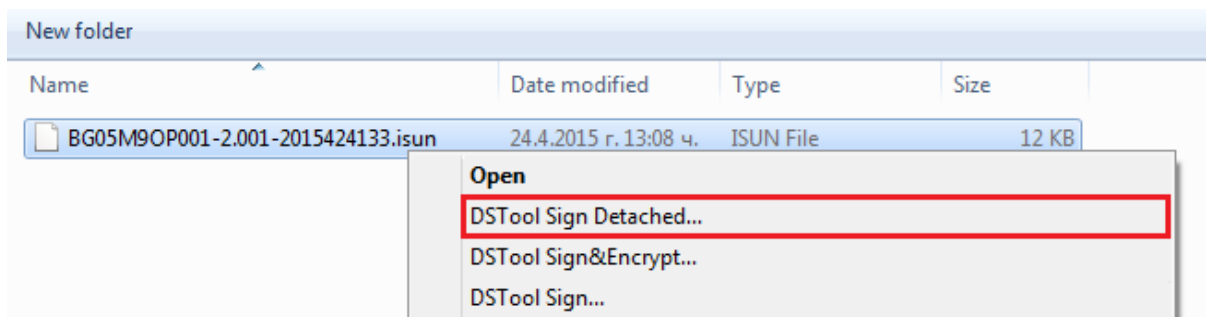 New folder
Name Date modified Type Size
BG05M9OP001-2.001-2015424133.isun 24.4.2015 г. 13:08 ч. ISUN File 12 KB
Open
DSTool Sign Detached...
DSTool Sign&Encrypt...
DSTool Sign...